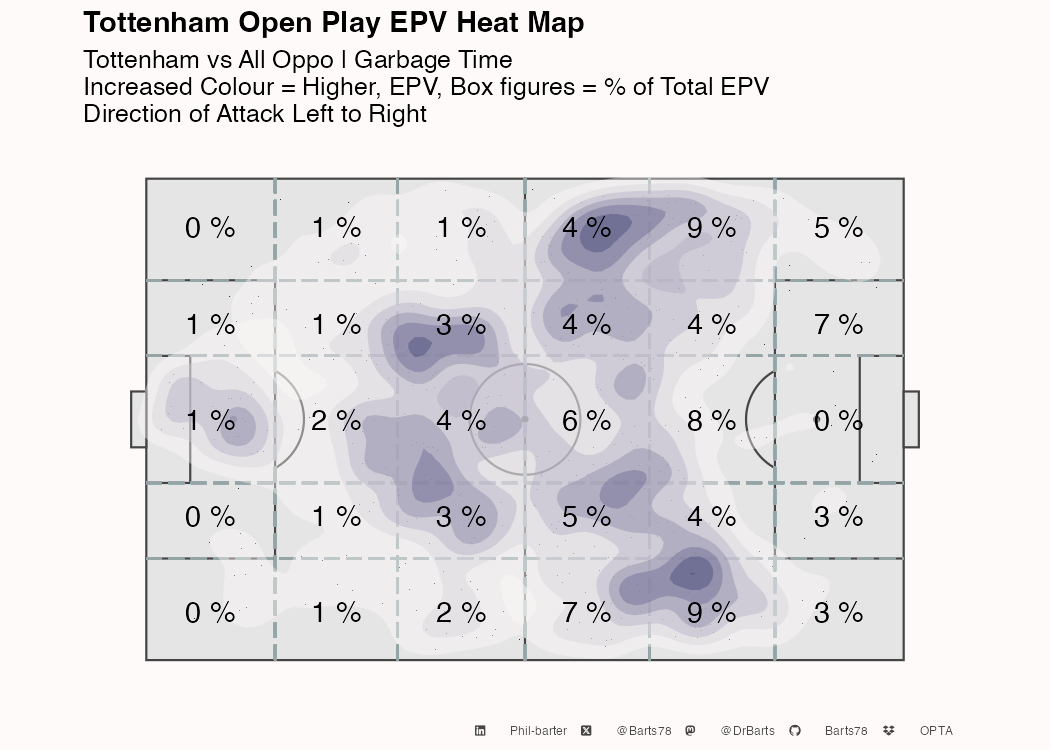 Tottenham Open Play EPV Heat Map
Tottenham vs All Oppo | Garbage Time
Increased Colour = Higher, EPV, Box figures = % of Total EPV
Direction of Attack Left to Right
0 % 1 % 1 % 4 % 9 % 5 %
1 % 1 % 3 % 4 % 4 % 7 %
1 % 2 % 4 % 6 % 8 % 0 %
0 % 1 % 3 % 5 % 4 % 3 %
0 % 1 % 2 % 7 % 9 % 3 %
Phil-barter @Barts78 @DrBarts Barts78 OPTA